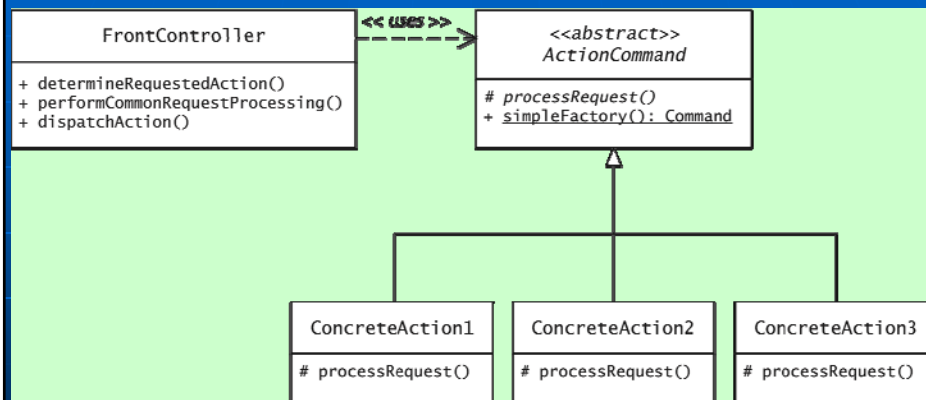 FrontController
+ determineRequestedAction()
+ performCommonRequestProcessing()
+ dispatchAction()
<< uses >>
<<abstract>>
ActionCommand
# processRequest()
+ simpleFactory(): Command
ConcreteAction1
# processRequest()
ConcreteAction2
# processRequest()
ConcreteAction3
# processRequest()